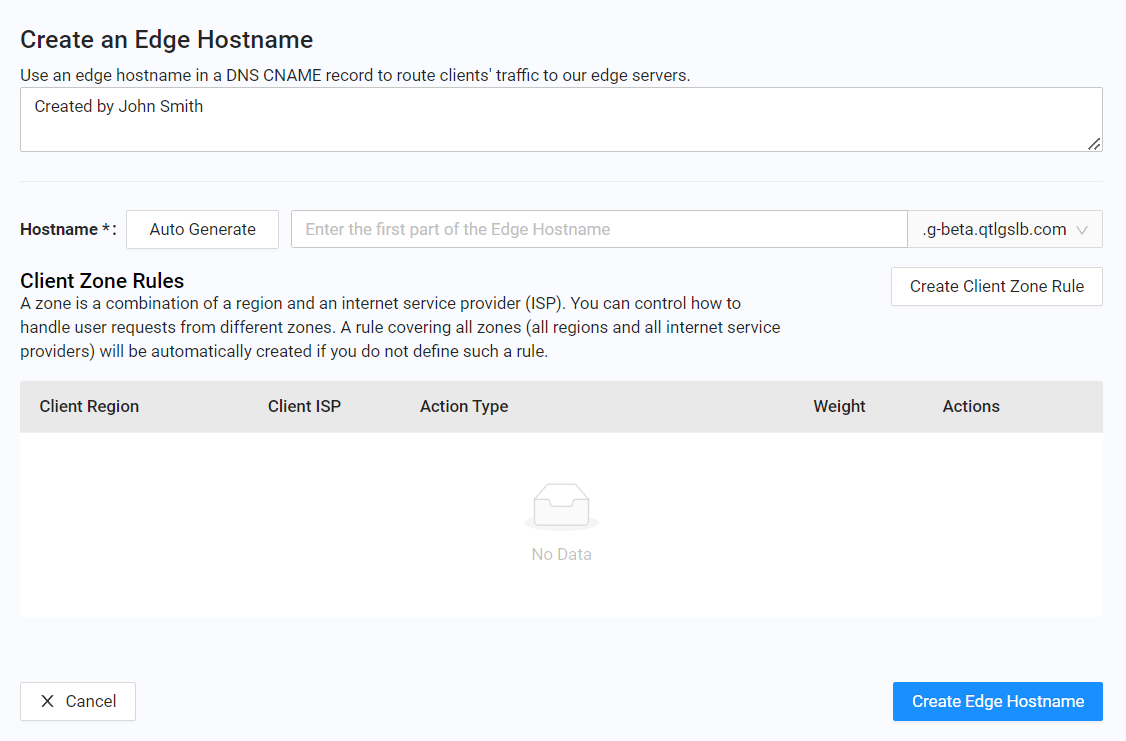 Create an Edge Hostname
Use an edge hostname in a DNS CNAME record to route clients' traffic to our edge servers.
Created by John Smith
Hostname * : Auto Generate Enter the first part of the Edge Hostname .g-beta.qtlgslb.com
Client Zone Rules
Create Client Zone Rule
A zone is a combination of a region and an internet service provider (ISP). You can control how to
handle user requests from different zones. A rule covering all zones (all regions and all internet service
providers) will be automatically created if you do not define such a rule.
Client Region Client ISP Action Type Weight Actions
No Data
Cancel Create Edge Hostname